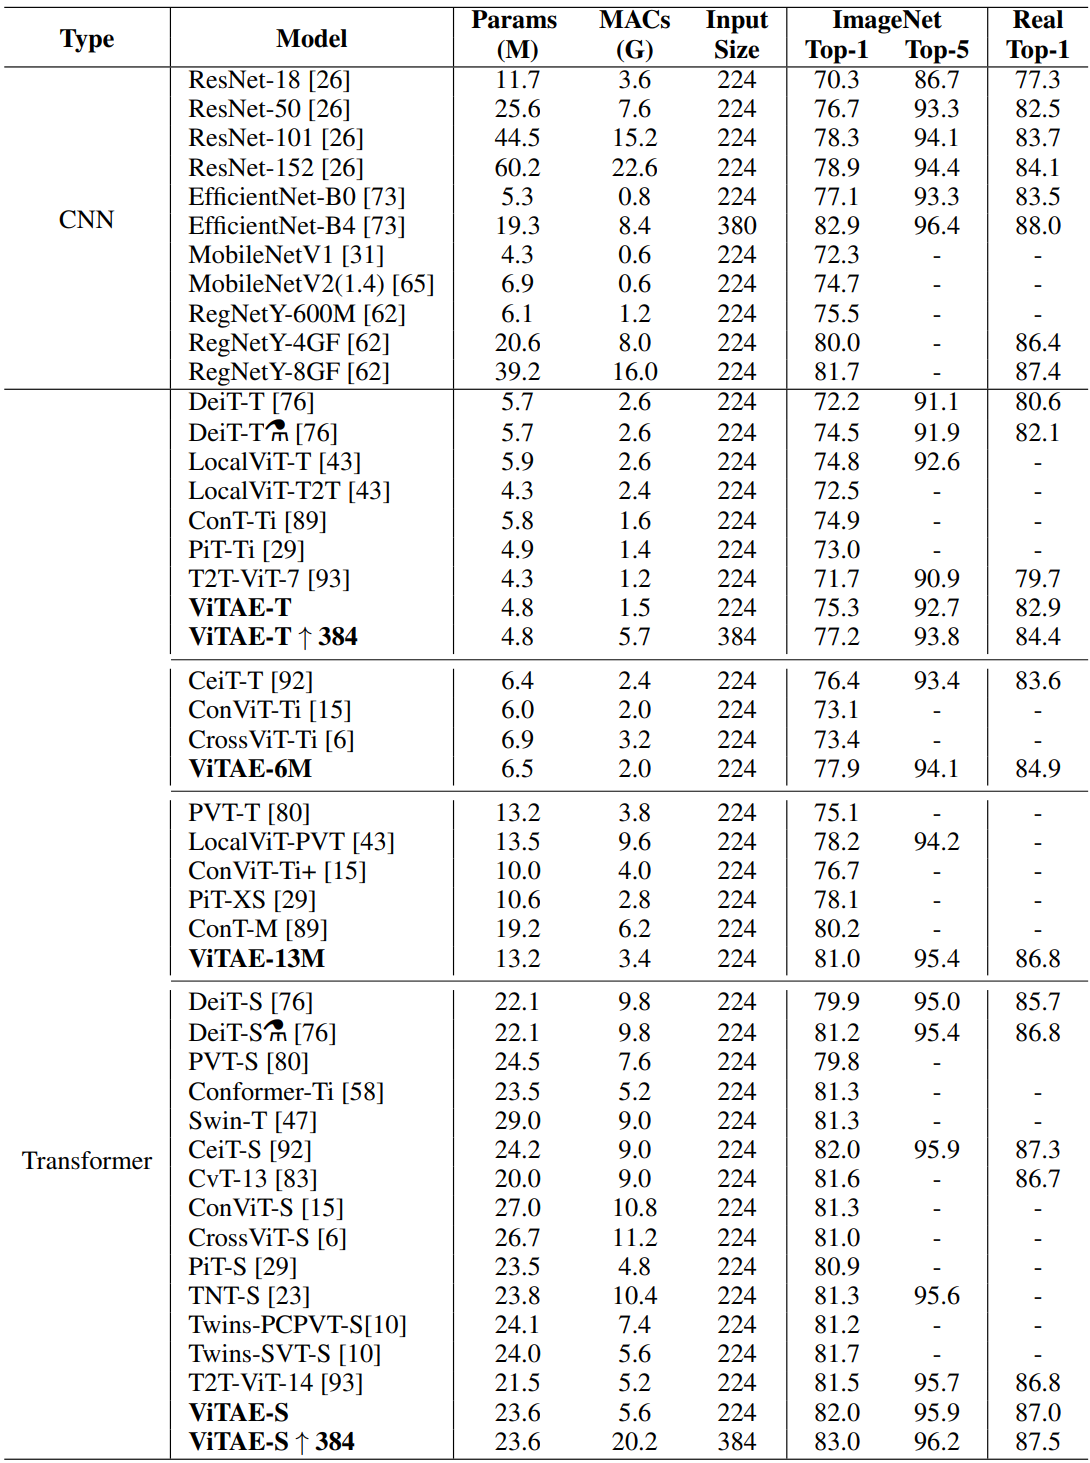 Type Model Params (M) MACs (G) Input Size ImageNet Top-1 Top-5 Real Top-1
CNN
ResNet-18 [26] 11.7 3.6 224 70.3 86.7 77.3
ResNet-50 [26] 25.6 7.6 224 76.7 93.3 82.5
ResNet-101 [26] 44.5 15.2 224 78.3 94.1 83.7
ResNet-152 [26] 60.2 22.6 224 78.9 94.4 84.1
EfficientNet-B0 [73] 5.3 0.8 224 77.1 93.3 83.5
EfficientNet-B4 [73] 19.3 8.4 380 82.9 96.4 88.0
MobileNetV1 [31] 4.3 0.6 224 72.3 - -
MobileNetV2(1.4) [65] 6.9 0.6 224 74.7 - -
RegNetY-600M [62] 6.1 1.2 224 75.5 - -
RegNetY-4GF [62] 20.6 8.0 224 80.0 - 86.4
RegNetY-8GF [62] 39.2 16.0 224 81.7 - 87.4
Transformer
DeiT-T [76] 5.7 2.6 224 72.2 91.1 80.6
DeiT-T⚗ [76] 5.7 2.6 224 74.5 91.9 82.1
LocalViT-T [43] 5.9 2.6 224 74.8 92.6 -
LocalViT-T2T [43] 4.3 2.4 224 72.5 - -
ConT-Ti [89] 5.8 1.6 224 74.9 - -
PiT-Ti [29] 4.9 1.4 224 73.0 - -
T2T-ViT-7 [93] 4.3 1.2 224 71.7 90.9 79.7
ViTAE-T 4.8 1.5 224 75.3 92.7 82.9
ViTAE-T ↑ 384 4.8 5.7 384 77.2 93.8 84.4
CeiT-T [92] 6.4 2.4 224 76.4 93.4 83.6
ConViT-Ti [15] 6.0 2.0 224 73.1 - -
CrossViT-Ti [6] 6.9 3.2 224 73.4 - -
ViTAE-6M 6.5 2.0 224 77.9 94.1 84.9
PVT-T [80] 13.2 3.8 224 75.1 - -
LocalViT-PVT [43] 13.5 9.6 224 78.2 94.2 -
ConViT-Ti+ [15] 10.0 4.0 224 76.7 - -
PiT-XS [29] 10.6 2.8 224 78.1 - -
ConT-M [89] 19.2 6.2 224 80.2 - -
ViTAE-13M 13.2 3.4 224 81.0 95.4 86.8
DeiT-S [76] 22.1 9.8 224 79.9 95.0 85.7
DeiT-S⚗ [76] 22.1 9.8 224 81.2 95.4 86.8
PVT-S [80] 24.5 7.6 224 79.8 -
Conformer-Ti [58] 23.5 5.2 224 81.3 - -
Swin-T [47] 29.0 9.0 224 81.3 - -
CeiT-S [92] 24.2 9.0 224 82.0 95.9 87.3
CvT-13 [83] 20.0 9.0 224 81.6 - 86.7
ConViT-S [15] 27.0 10.8 224 81.3 - -
CrossViT-S [6] 26.7 11.2 224 81.0 - -
PiT-S [29] 23.5 4.8 224 80.9 - -
TNT-S [23] 23.8 10.4 224 81.3 95.6 -
Twins-PCPVT-S[10] 24.1 7.4 224 81.2 - -
Twins-SVT-S [10] 24.0 5.6 224 81.7 - -
T2T-ViT-14 [93] 21.5 5.2 224 81.5 95.7 86.8
ViTAE-S 23.6 5.6 224 82.0 95.9 87.0
ViTAE-S ↑ 384 23.6 20.2 384 83.0 96.2 87.5